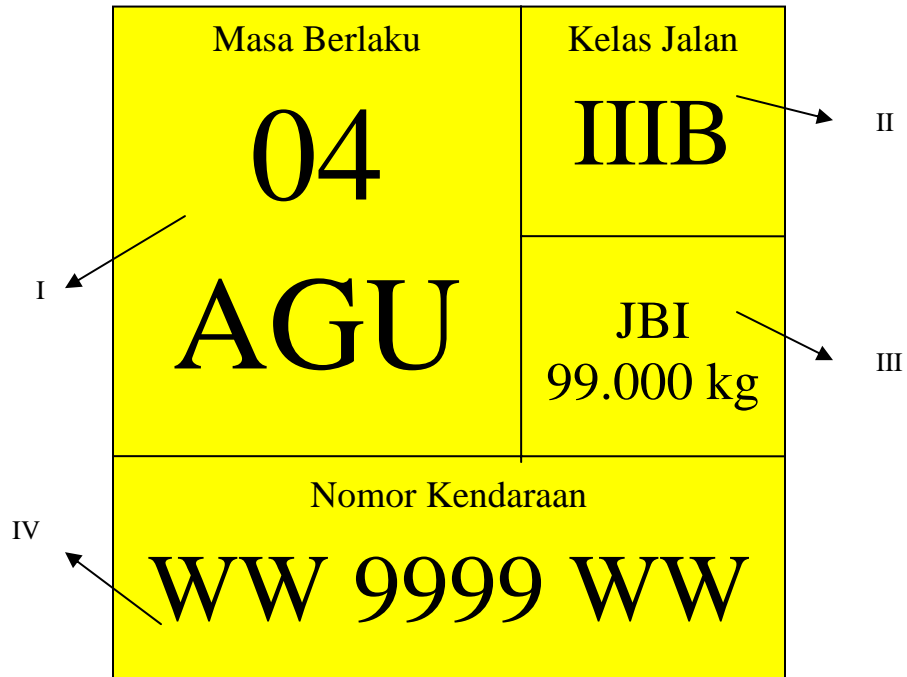 Masa Berlaku
04
AGU
I
Kelas Jalan
IIIB
II
JBI
99.000 kg
III
Nomor Kendaraan
WW 9999 WW
IV